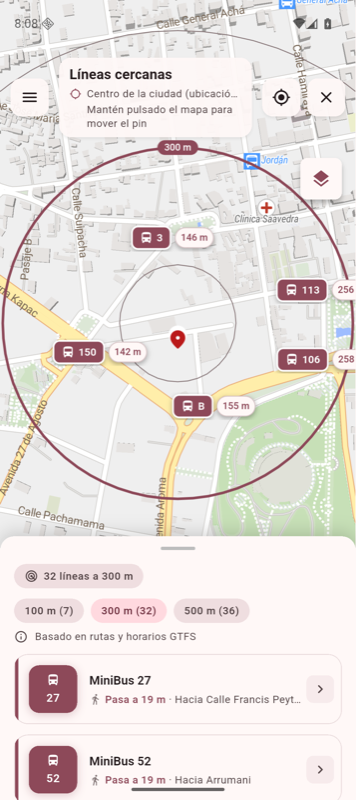 Calle General Acha
8:08
Líneas cercanas
Centro de la ciudad (ubicació...
Mantén pulsado el mapa para
mover el pin
300 m
Jordán
Clínica Saavedra
Calle Suipacha
Pasaje B
3
146 m
113
256
150
142 m
106
258
B
155 m
Avenida 27 de Agosto
Avenida Aroma
Calle Pachamama
32 líneas a 300 m
100 m (7)
300 m (32)
500 m (36)
Basado en rutas y horarios GTFS
27
MiniBus 27
Pasa a 19 m · Hacia Calle Francis Peyt...
52
MiniBus 52
Pasa a 19 m · Hacia Arrumani